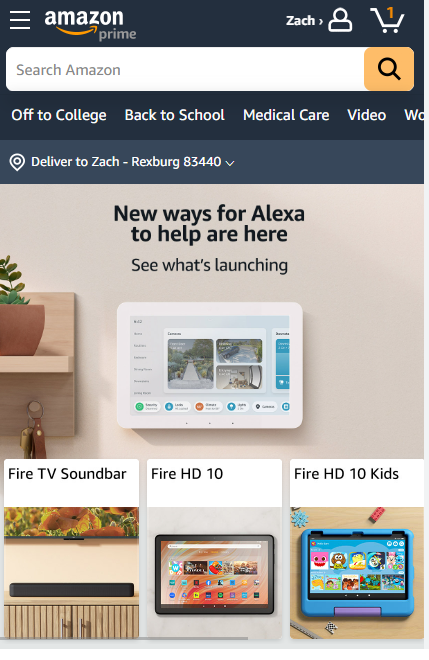 amazon
prime
Zach ›
1
Search Amazon
Off to College Back to School Medical Care Video Wo
Deliver to Zach - Rexburg 83440
New ways for Alexa
to help are here
See what's launching
Cameras
Fire TV Soundbar Fire HD 10 Fire HD 10 Kids